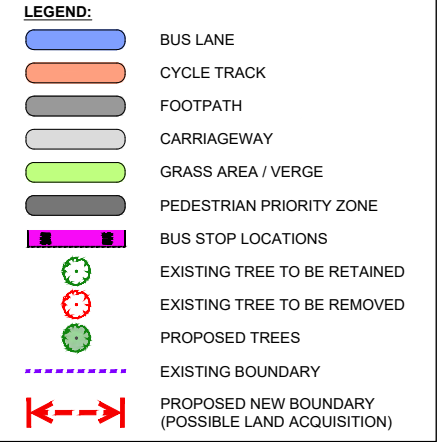 LEGEND:
BUS LANE
CYCLE TRACK
FOOTPATH
CARRIAGEWAY
GRASS AREA / VERGE
PEDESTRIAN PRIORITY ZONE
BUS STOP LOCATIONS
EXISTING TREE TO BE RETAINED
EXISTING TREE TO BE REMOVED
PROPOSED TREES
EXISTING BOUNDARY
PROPOSED NEW BOUNDARY
(POSSIBLE LAND ACQUISITION)